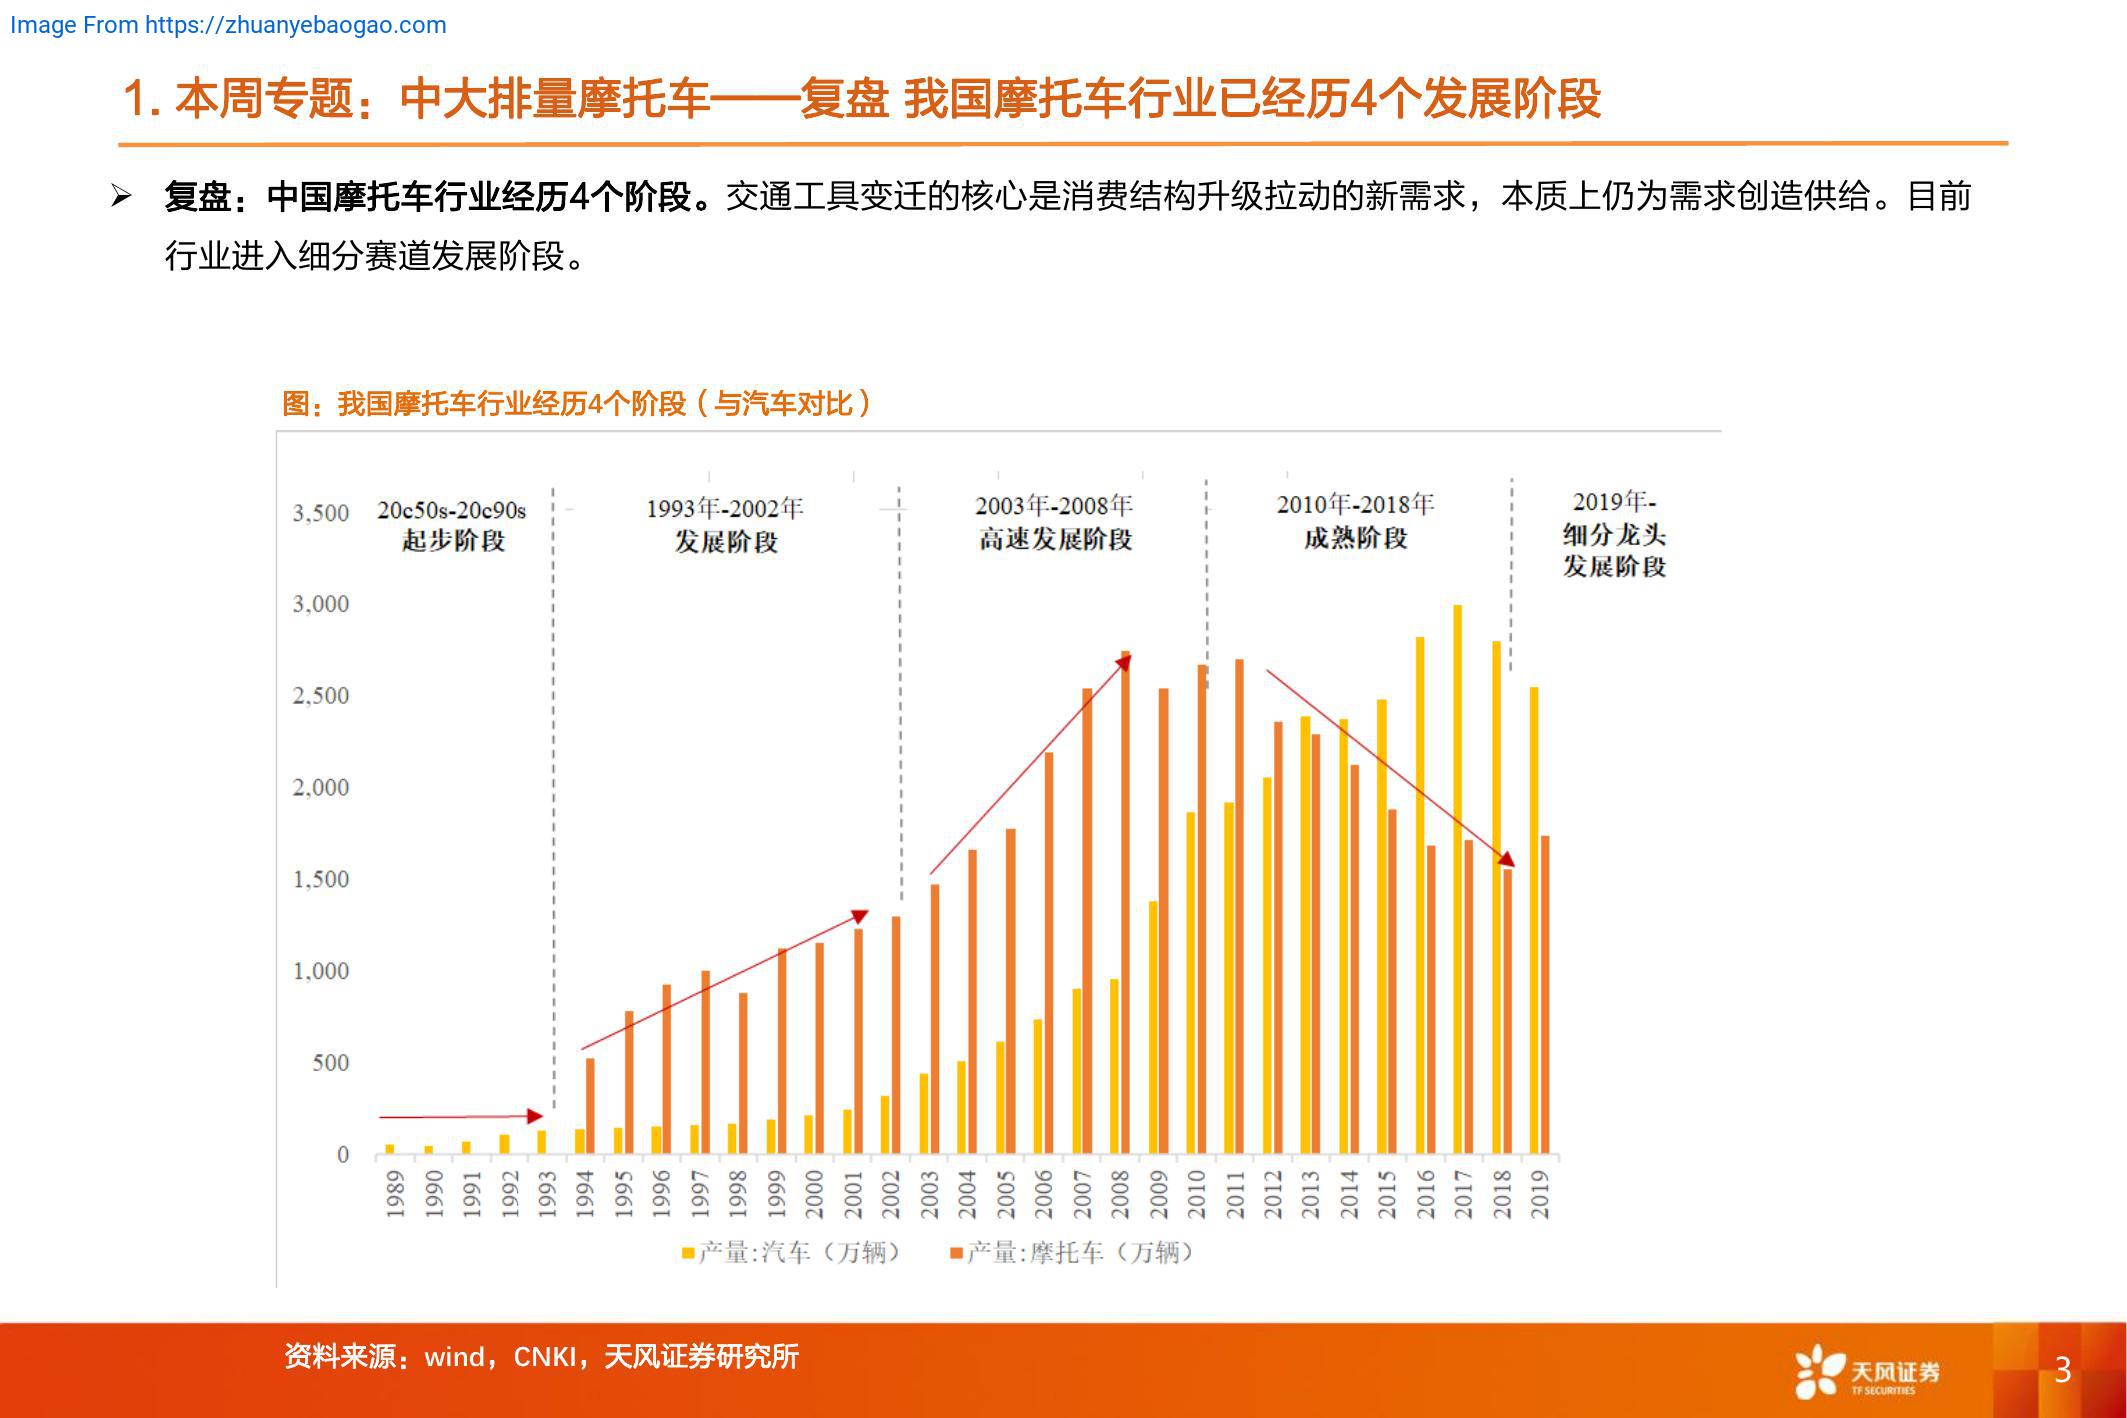 Image From https://zhuanyebaogao.com
1. 本周专题：中大排量摩托车——复盘 我国摩托车行业已经历4个发展阶段
➢ 复盘：中国摩托车行业经历4个阶段。交通工具变迁的核心是消费结构升级拉动的新需求，本质上仍为需求创造供给。目前
行业进入细分赛道发展阶段。
图：我国摩托车行业经历4个阶段（与汽车对比）
20c50s-20c90s
起步阶段
1993年-2002年
发展阶段
2003年-2008年
高速发展阶段
2010年-2018年
成熟阶段
2019年-
细分龙头
发展阶段
3,500
3,000
2,500
2,000
1,500
1,000
500
0
1989 1990 1991 1992 1993 1994 1995 1996 1997 1998 1999 2000 2001 2002 2003 2004 2005 2006 2007 2008 2009 2010 2011 2012 2013 2014 2015 2016 2017 2018 2019
产量:汽车（万辆） 产量:摩托车（万辆）
资料来源：wind，CNKI，天风证券研究所
天风证券
TF SECURITIES
3